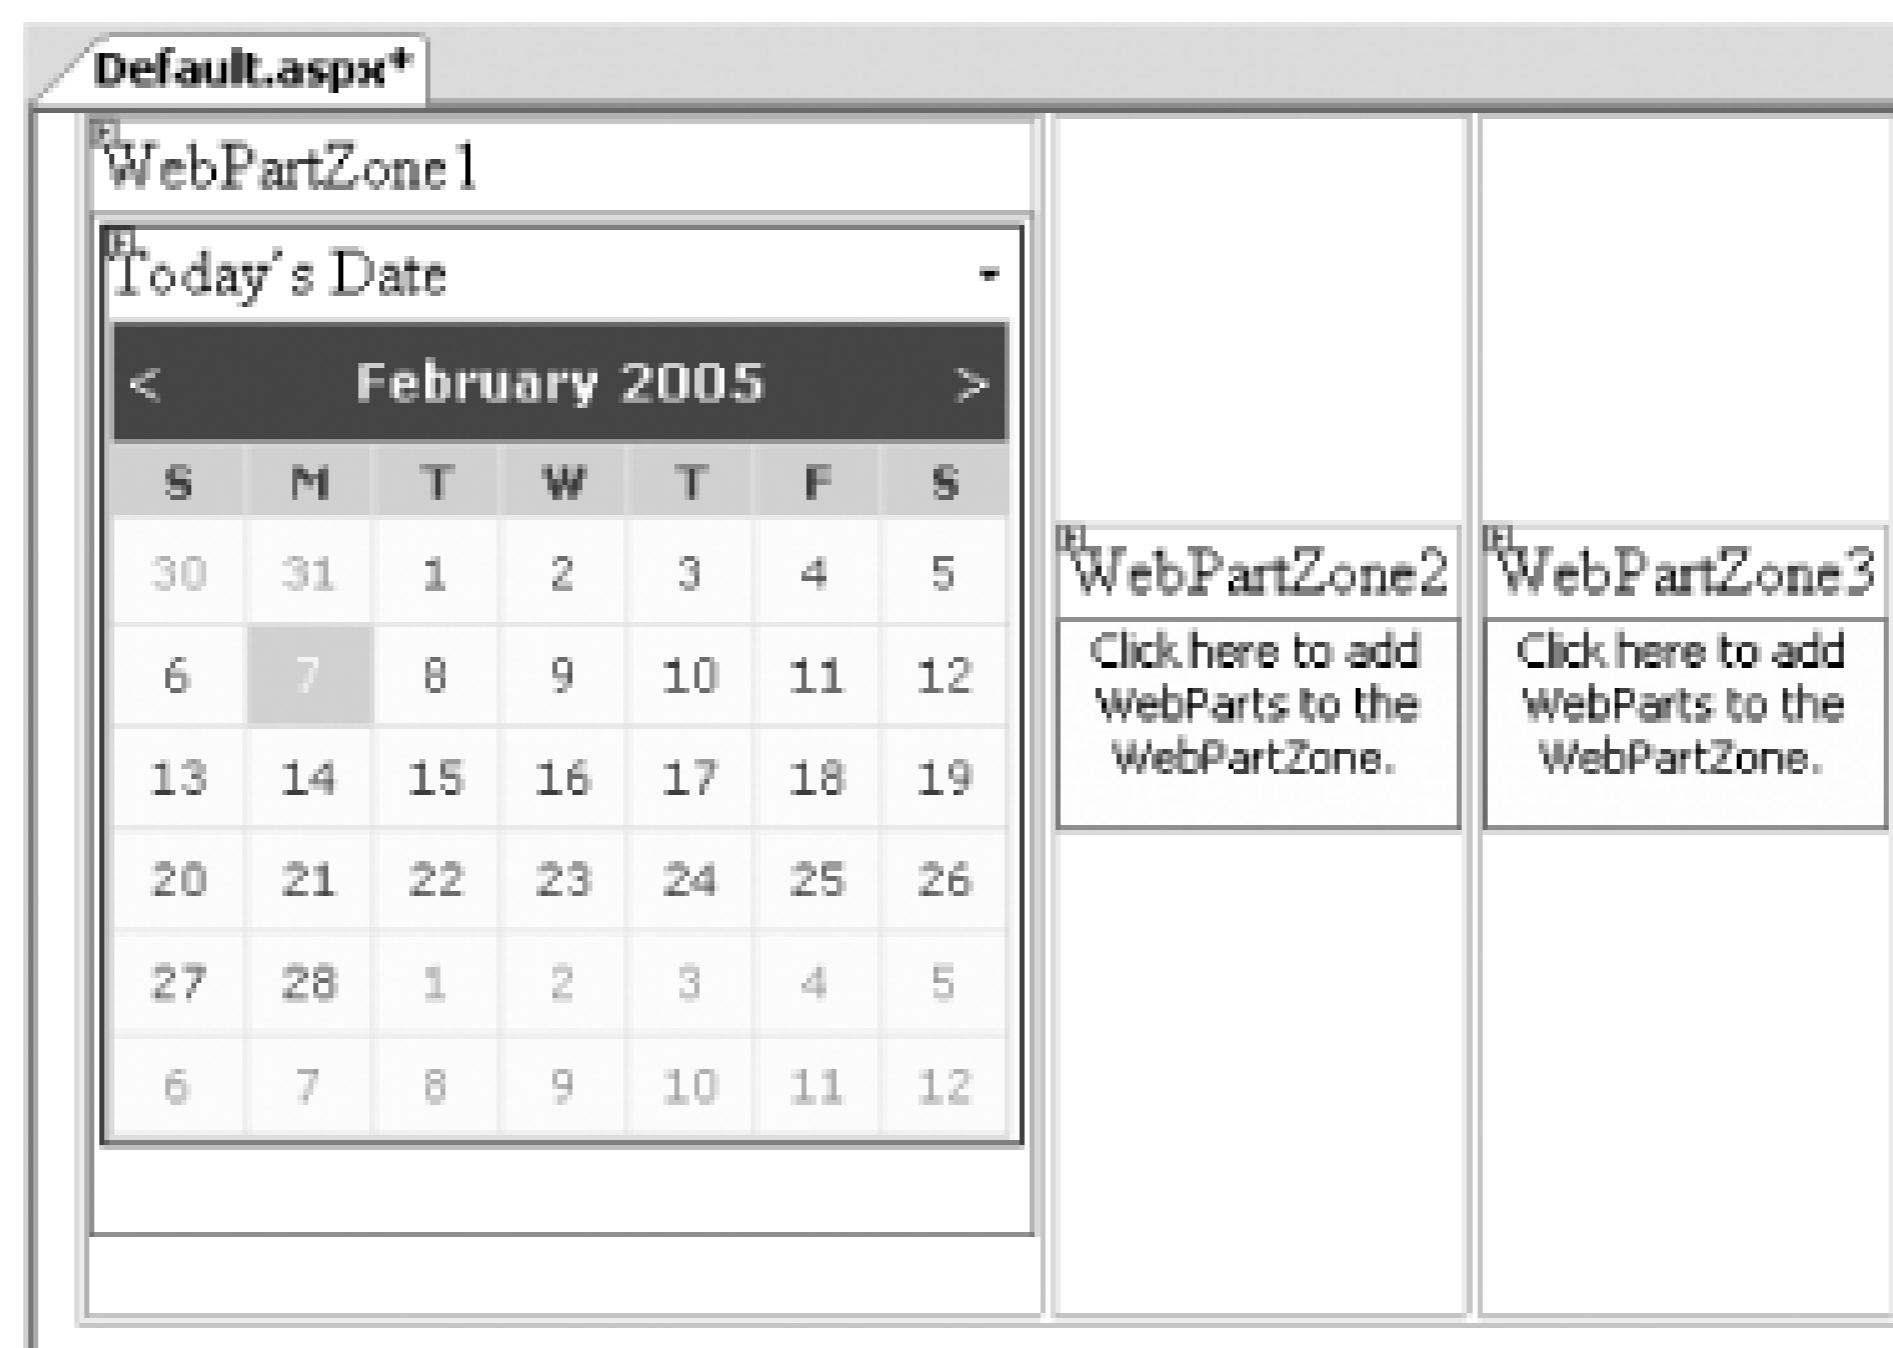 Default.aspx*
WebPartZone1
Today's Date
< February 2005 >
S M T W T F S
30 31 1 2 3 4 5
6 7 8 9 10 11 12
13 14 15 16 17 18 19
20 21 22 23 24 25 26
27 28 1 2 3 4 5
6 7 8 9 10 11 12
WebPartZone2
Click here to add
WebParts to the
WebPartZone.
WebPartZone3
Click here to add
WebParts to the
WebPartZone.